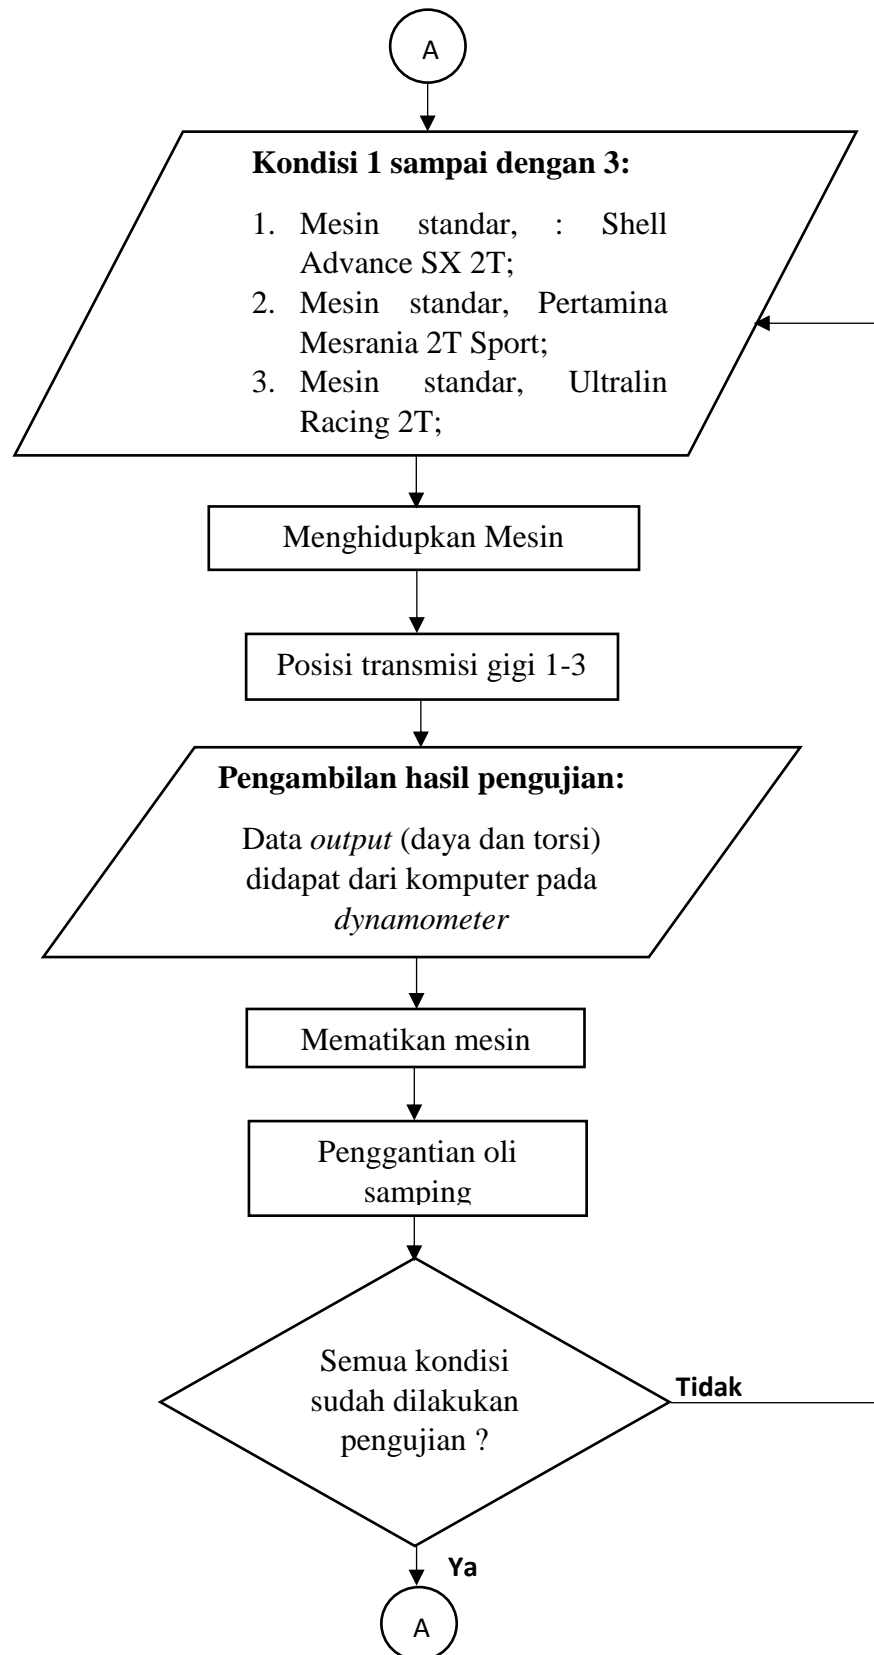 A
Kondisi 1 sampai dengan 3:
1. Mesin standar, : Shell
Advance SX 2T;
2. Mesin standar, Pertamina
Mesrania 2T Sport;
3. Mesin standar, Ultralin
Racing 2T;
Menghidupkan Mesin
Posisi transmisi gigi 1-3
Pengambilan hasil pengujian:
Data output (daya dan torsi)
didapat dari komputer pada
dynamometer
Mematikan mesin
Penggantian oli
samping
Semua kondisi
sudah dilakukan
pengujian ?
Tidak
Ya
A